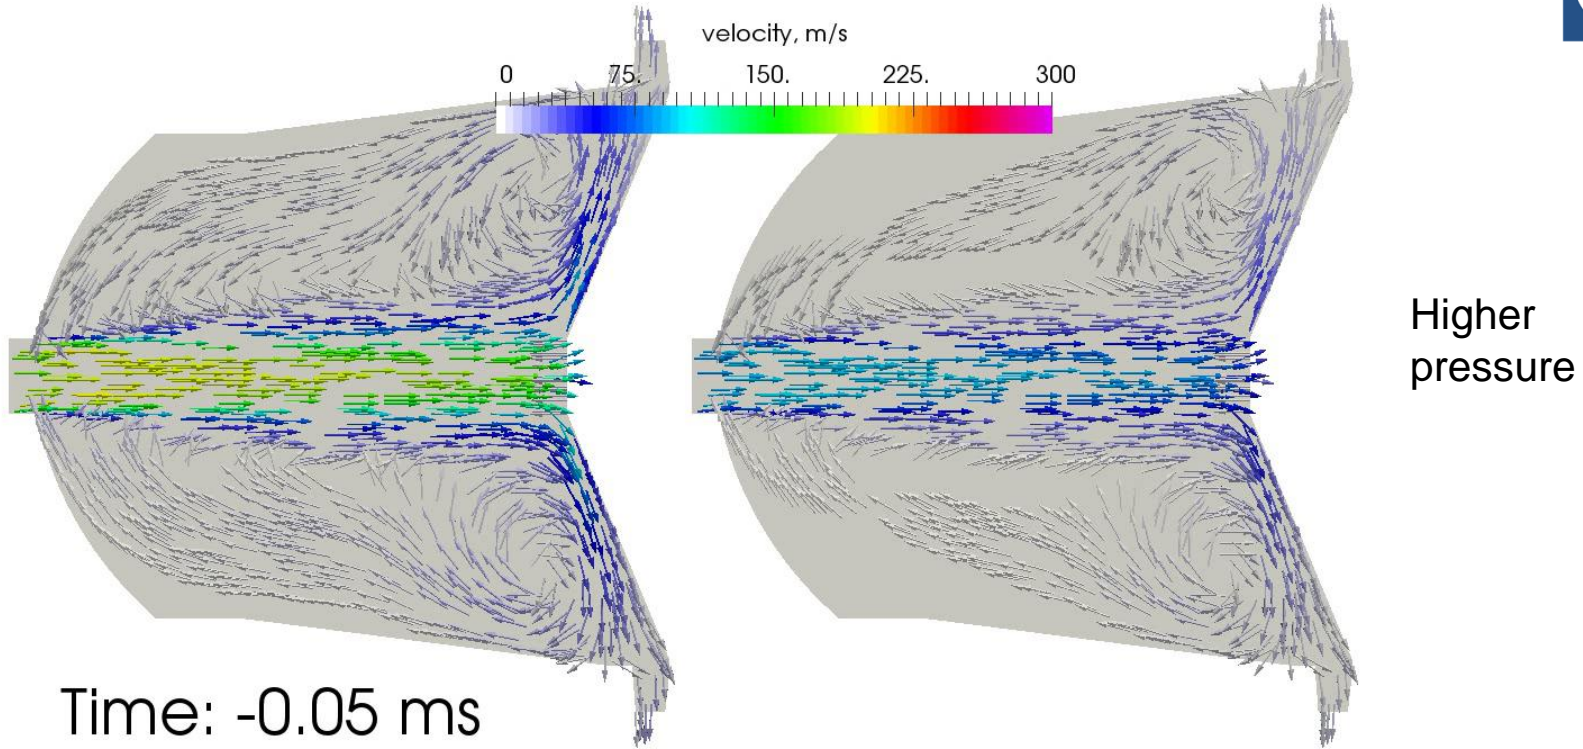 velocity, m/s
0 75. 150. 225. 300
Higher
pressure
Time: -0.05 ms